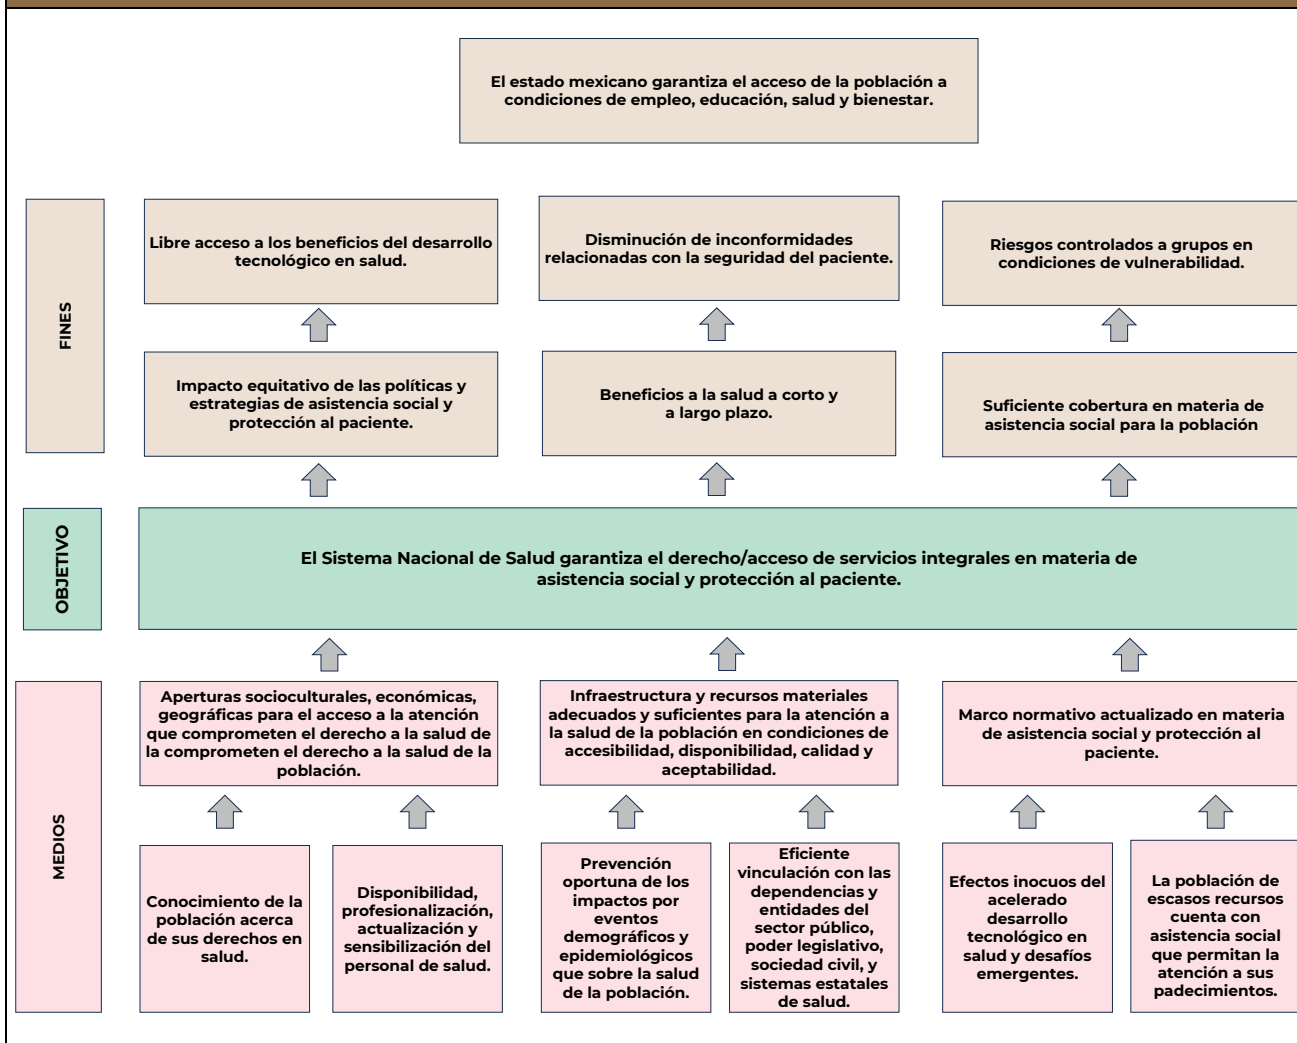 El estado mexicano garantiza el acceso de la población a
condiciones de empleo, educación, salud y bienestar.
FINES
Libre acceso a los beneficios del desarrollo
tecnológico en salud.
Disminución de inconformidades
relacionadas con la seguridad del paciente.
Riesgos controlados a grupos en
condiciones de vulnerabilidad.
Impacto equitativo de las políticas y
estrategias de asistencia social y
protección al paciente.
Beneficios a la salud a corto y
a largo plazo.
Suficiente cobertura en materia de
asistencia social para la población
OBJETIVO
El Sistema Nacional de Salud garantiza el derecho/acceso de servicios integrales en materia de
asistencia social y protección al paciente.
MEDIOS
Aperturas socioculturales, económicas,
geográficas para el acceso a la atención
que comprometen el derecho a la salud de
la comprometen el derecho a la salud de la
población.
Infraestructura y recursos materiales
adecuados y suficientes para la atención a
la salud de la población en condiciones de
accesibilidad, disponibilidad, calidad y
aceptabilidad.
Marco normativo actualizado en materia
de asistencia social y protección al
paciente.
Conocimiento de la
población acerca
de sus derechos en
salud.
Disponibilidad,
profesionalización,
actualización y
sensibilización del
personal de salud.
Prevención
oportuna de los
impactos por
eventos
demográficos y
epidemiológicos
que sobre la salud
de la población.
Eficiente
vinculación con las
dependencias y
entidades del
sector público,
poder legislativo,
sociedad civil, y
sistemas estatales
de salud.
Efectos inocuos del
acelerado
desarrollo
tecnológico en
salud y desafíos
emergentes.
La población de
escasos recursos
cuenta con
asistencia social
que permitan la
atención a sus
padecimientos.